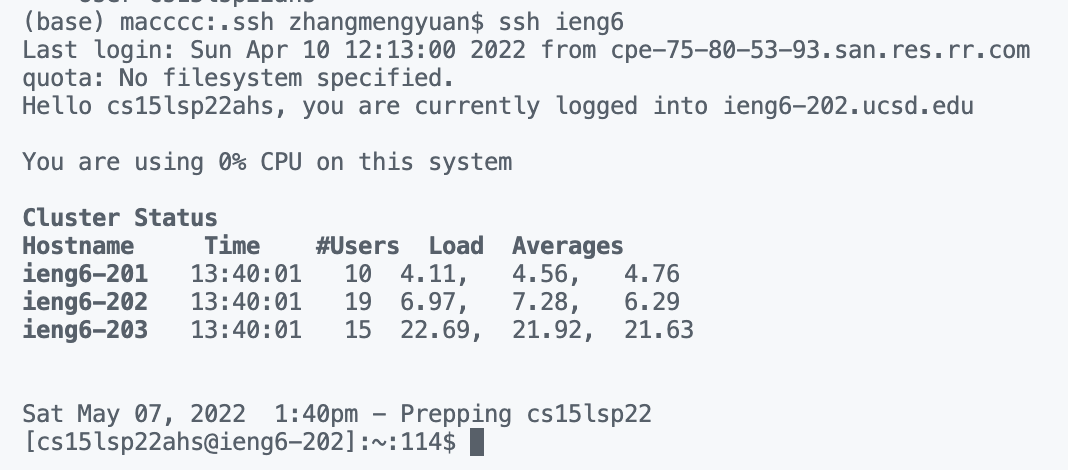 (base) macccc:.ssh zhangmengyuan$ ssh ieng6
Last login: Sun Apr 10 12:13:00 2022 from cpe-75-80-53-93.san.res.rr.com
quota: No filesystem specified.
Hello cs15lsp22ahs, you are currently logged into ieng6-202.ucsd.edu
You are using 0% CPU on this system
Cluster Status
Hostname     Time    #Users  Load  Averages
ieng6-201   13:40:01   10  4.11,   4.56,   4.76
ieng6-202   13:40:01   19  6.97,   7.28,   6.29
ieng6-203   13:40:01   15  22.69,  21.92,  21.63
Sat May 07, 2022  1:40pm - Prepping cs15lsp22
[cs15lsp22ahs@ieng6-202]:~:114$